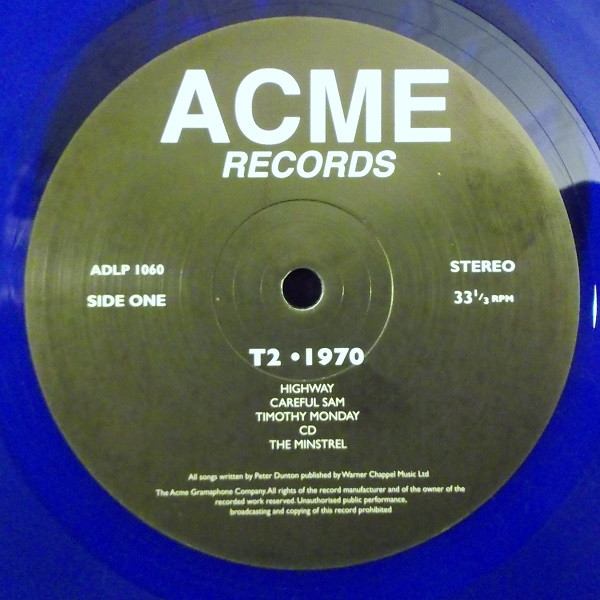 ACME
RECORDS
ADLP 1060
STEREO
SIDE ONE
33 1/3 RPM
T2 • 1970
HIGHWAY
CAREFUL SAM
TIMOTHY MONDAY
CD
THE MINSTREL
All songs written by Peter Dunton published by Warner Chappel Music Ltd
The Acme Gramaphone Company.All rights of the record manufacturer and of the owner of the
recorded work reserved. Unauthorised public performance,
broadcasting and copying of this record prohibited